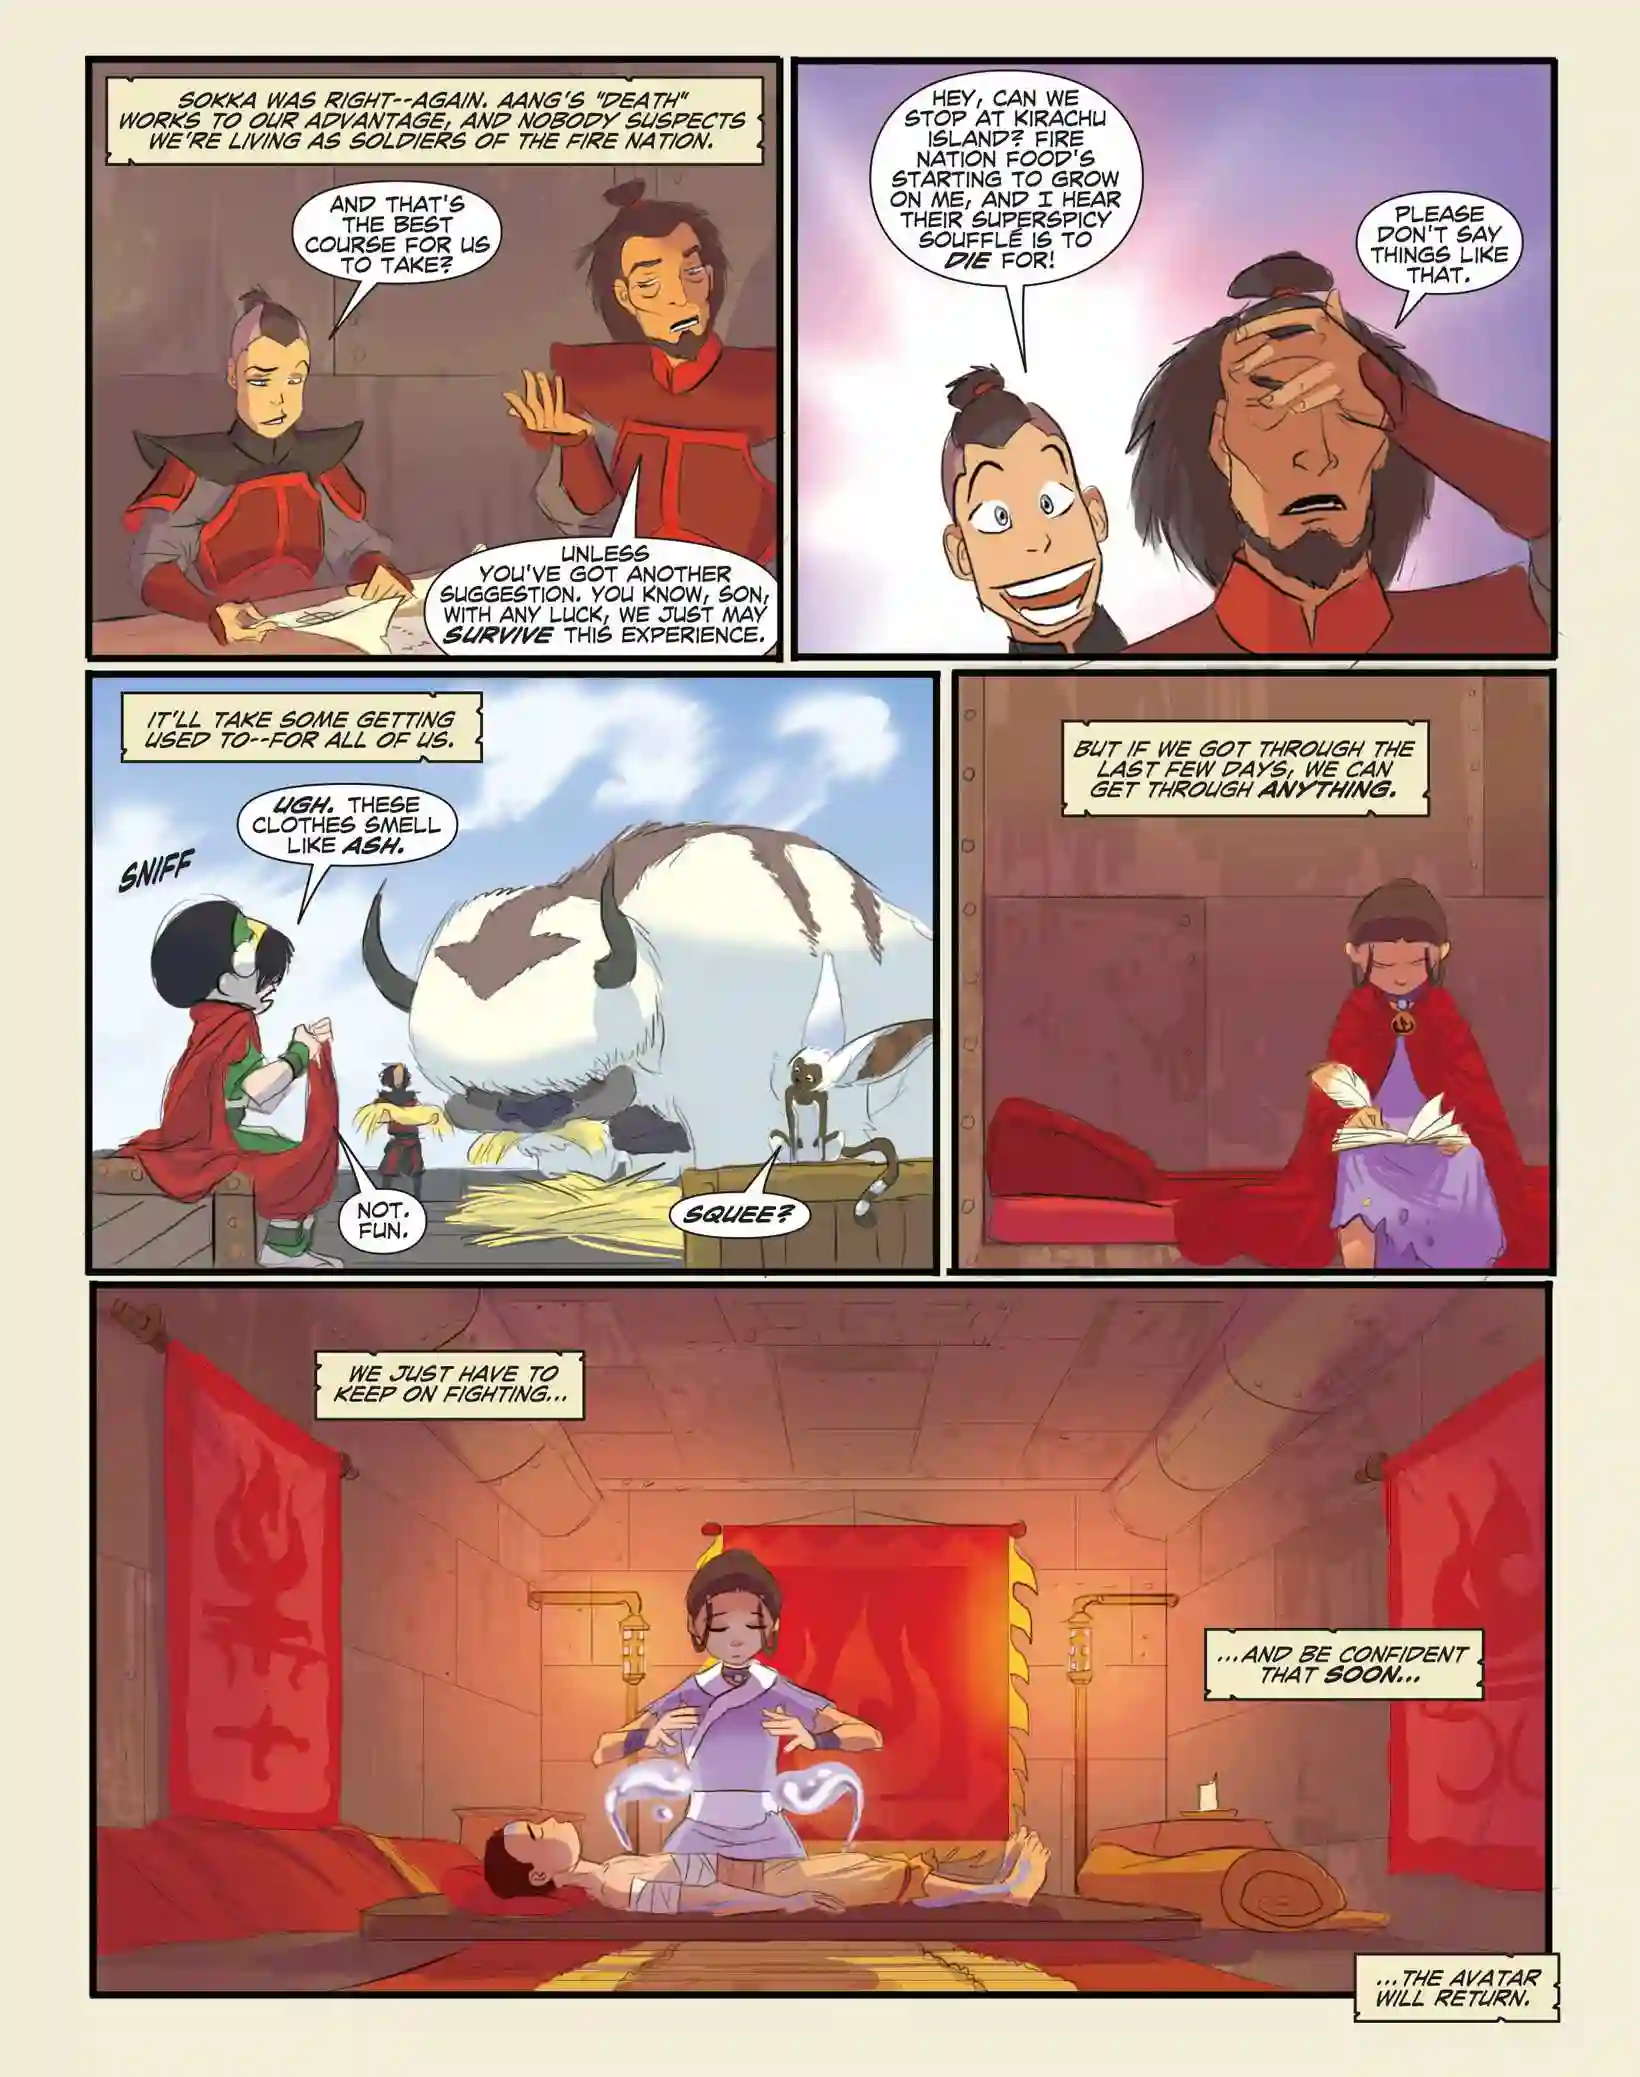 SOKKA WAS RIGHT--AGAIN. AANG'S "DEATH"
WORKS TO OUR ADVANTAGE, AND NOBODY SUSPECTS
WE'RE LIVING AS SOLDIERS OF THE FIRE NATION.
AND THAT'S
THE BEST
COURSE FOR US
TO TAKE?
UNLESS
YOU'VE GOT ANOTHER
SUGGESTION. YOU KNOW, SON,
WITH ANY LUCK, WE JUST MAY
SURVIVE THIS EXPERIENCE.
HEY, CAN WE
STOP AT KIRACHU
ISLAND? FIRE
NATION FOOD'S
STARTING TO GROW
ON ME, AND I HEAR
THEIR SUPERSPICY
SOUFFLÉ IS TO
DIE FOR!
PLEASE
DON'T SAY
THINGS LIKE
THAT.
IT'LL TAKE SOME GETTING
USED TO--FOR ALL OF US.
SNIFF
UGH. THESE
CLOTHES SMELL
LIKE ASH.
NOT.
FUN.
SQUEE?
BUT IF WE GOT THROUGH THE
LAST FEW DAYS, WE CAN
GET THROUGH ANYTHING.
WE JUST HAVE TO
KEEP ON FIGHTING...
...AND BE CONFIDENT
THAT SOON...
...THE AVATAR
WILL RETURN.